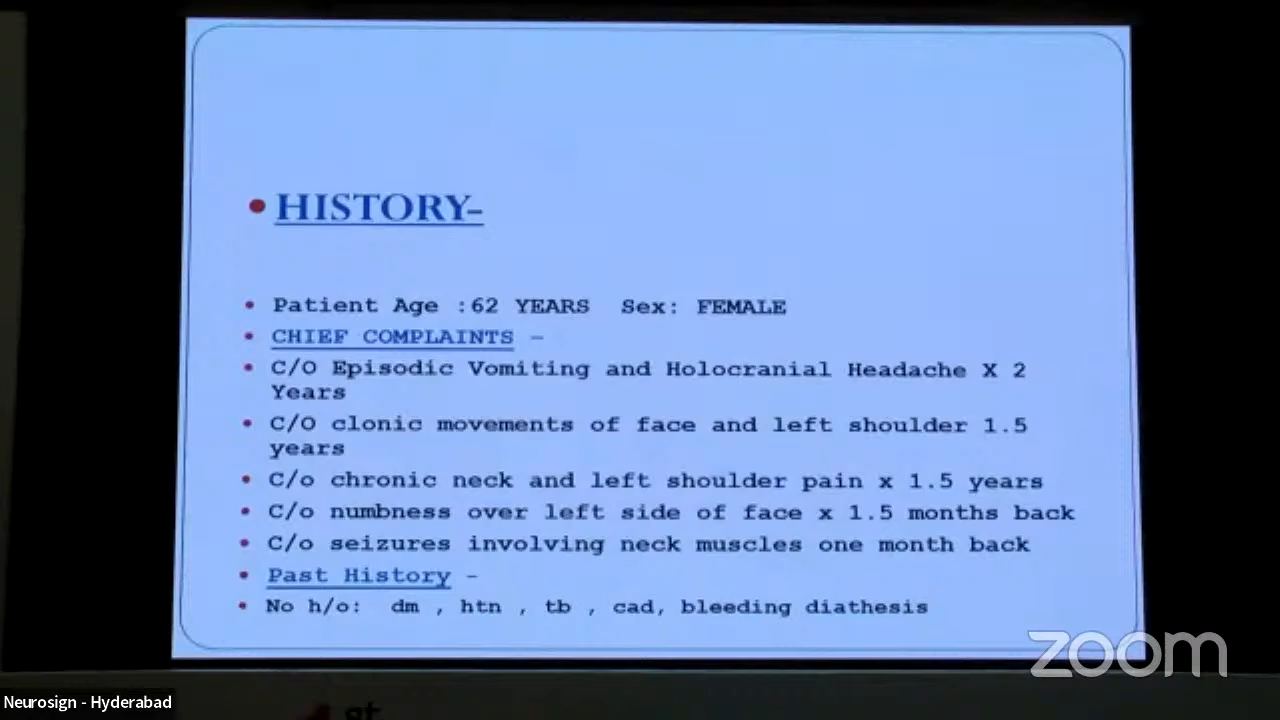 HISTORY-
Patient Age :62 YEARS Sex: FEMALE
CHIEF COMPLAINTS –
C/O Episodic Vomiting and Holocranial Headache X 2
Years
C/O clonic movements of face and left shoulder 1.5
years
C/o chronic neck and left shoulder pain x 1.5 years
C/o numbness over left side of face x 1.5 months back
C/o seizures involving neck muscles one month back
Past History –
No h/o: dm , htn , tb , cad, bleeding diathesis
zoom
Neurosign - Hyderabad